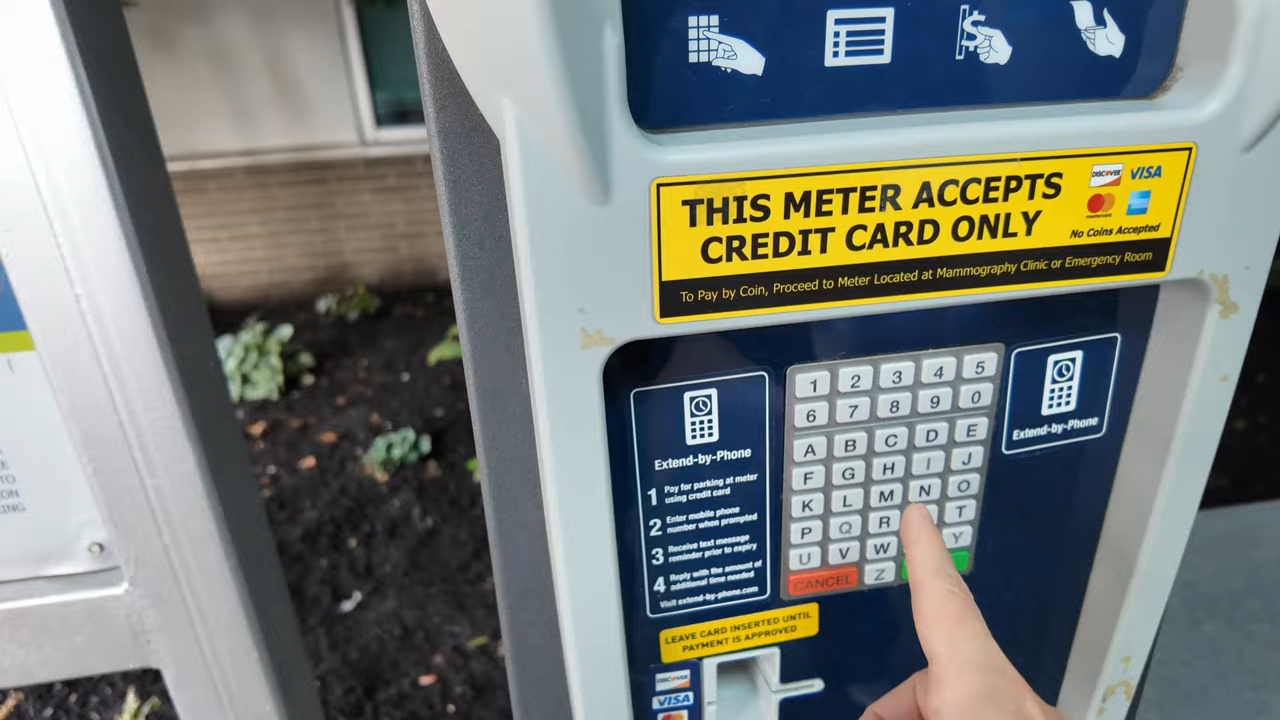 THIS METER ACCEPTS
CREDIT CARD ONLY
DISCOVER VISA
mastercard
No Coins Accepted
To Pay by Coin, Proceed to Meter Located at Mammography Clinic or Emergency Room
Extend-by-Phone
1 Pay for parking at meter
using credit card
2 Enter mobile phone
number when prompted
3 Receive text message
reminder prior to expiry
4 Reply with the amount of
additional time needed
Visit extend-by-phone.com
1 2 3 4 5
6 7 8 9 0
A B C D E
F G H I J
K L M N O
P Q R T
U V W Y
CANCEL Z
Extend-by-Phone
LEAVE CARD INSERTED UNTIL
PAYMENT IS APPROVED
DISCOVER
VISA
TO
ON
ING